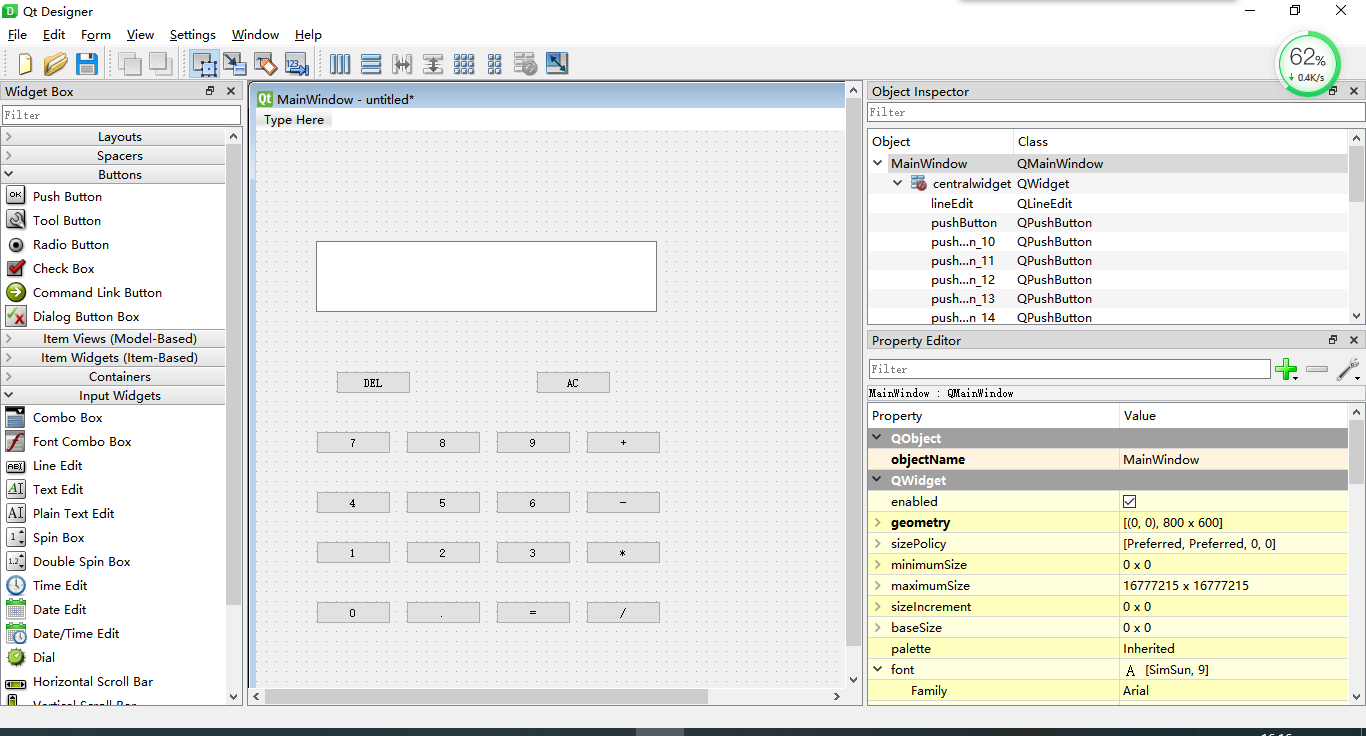 Qt Designer
File Edit Form View Settings Window Help
62%
0.4K/s
Widget Box
Filter
Layouts
Spacers
Buttons
OK Push Button
Tool Button
Radio Button
Check Box
Command Link Button
Dialog Button Box
Item Views (Model-Based)
Item Widgets (Item-Based)
Containers
Input Widgets
Combo Box
Font Combo Box
Line Edit
Text Edit
Plain Text Edit
Spin Box
Double Spin Box
Time Edit
Date Edit
Date/Time Edit
Dial
Horizontal Scroll Bar
Qt MainWindow - untitled*
Type Here
DEL AC
7 8 9 +
4 5 6 -
1 2 3 *
0 . = /
Object Inspector
Filter
Object Class
MainWindow QMainWindow
centralwidget QWidget
lineEdit QLineEdit
pushButton QPushButton
push...n_10 QPushButton
push...n_11 QPushButton
push...n_12 QPushButton
push...n_13 QPushButton
push...n_14 QPushButton
Property Editor
Filter
MainWindow : QMainWindow
Property Value
QObject
objectName MainWindow
QWidget
enabled
geometry [(0, 0), 800 x 600]
sizePolicy [Preferred, Preferred, 0, 0]
minimumSize 0 x 0
maximumSize 16777215 x 16777215
sizeIncrement 0 x 0
baseSize 0 x 0
palette Inherited
font A [SimSun, 9]
Family Arial